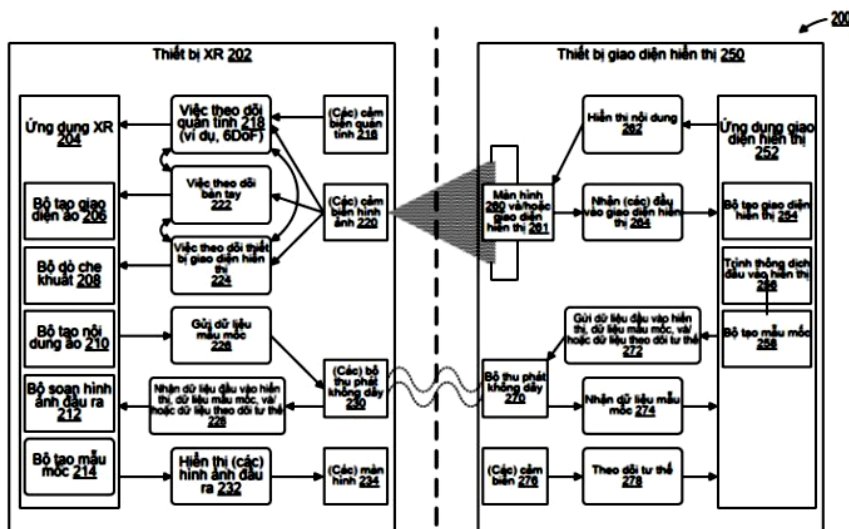 200
Thiết bị XR 202
Ứng dụng XR
204
Bộ tạo giao
diện ảo 206
Bộ dò che
khuất 208
Bộ tạo nội
dung ảo 210
Bộ soạn hình
ảnh đầu ra
212
Bộ tạo mẫu
mốc 214
Việc theo dõi
quán tính 218
(ví dụ, 6DoF)
Việc theo dõi
bàn tay
222
Việc theo dõi thiết
bị giao diện hiển
thị
224
Gửi dữ liệu
mẫu mốc
226
Nhận dữ liệu đầu vào hiển
thị, dữ liệu mẫu mốc, và/
hoặc dữ liệu theo dõi tư thế
Hiển thị (các) hình
ảnh đầu ra
232
(Các) cảm
biến quán
tính 216
(Các) cảm
biến hình
ảnh 220
(Các) bộ
thu phát
không dây
230
(Các) màn
hình 234
Thiết bị giao diện hiển thị 250
Màn hình
260 và/hoặc
giao diện
hiển thị 261
Bộ thu phát
không dây
270
(Các) cảm
biến 276
Hiển thị nội dung
262
Nhận (các) đầu
vào giao diện hiển
thị 264
Gửi dữ liệu đầu vào hiển
thị, dữ liệu mẫu mốc, và/
hoặc dữ liệu theo dõi tư thế
272
Nhận dữ liệu mẫu
mốc 274
Theo dõi tư thế
278
Ứng dụng giao
diện hiển thị
252
Bộ tạo giao diện
hiển thị 254
Trình thông dịch
đầu vào hiển thị
256
Bộ tạo mẫu mốc
258